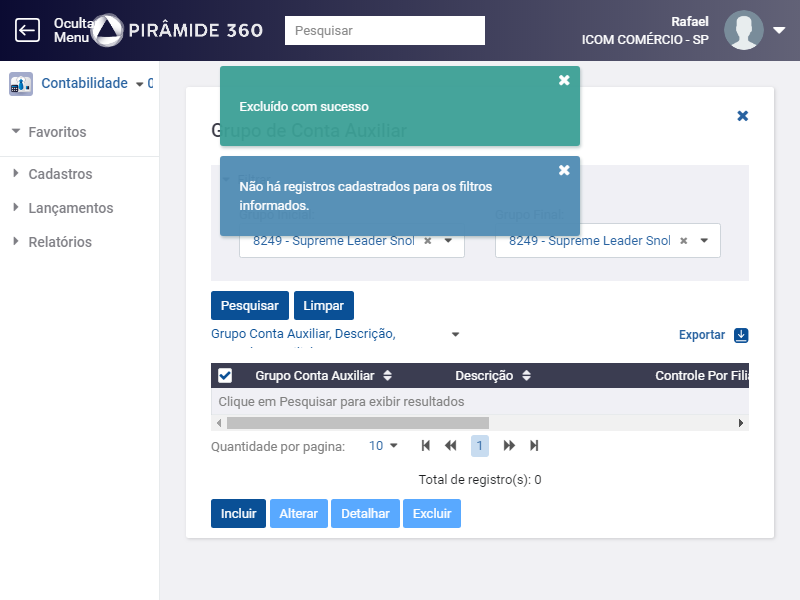 Oculta
Menu
PIRÂMIDE 360
Pesquisar
Rafael
ICOM COMÉRCIO - SP
Contabilidade
Favoritos
Cadastros
Lançamentos
Relatórios
Excluído com sucesso
Grupo de Conta Auxiliar
Não há registros cadastrados para os filtros
informados.
8249 - Supreme Leader Snol
8249 - Supreme Leader Snol
Pesquisar Limpar
Grupo Conta Auxiliar, Descrição,
Exportar
Grupo Conta Auxiliar Descrição Controle Por Filia
Clique em Pesquisar para exibir resultados
Quantidade por pagina: 10 1
Total de registro(s): 0
Incluir Alterar Detalhar Excluir